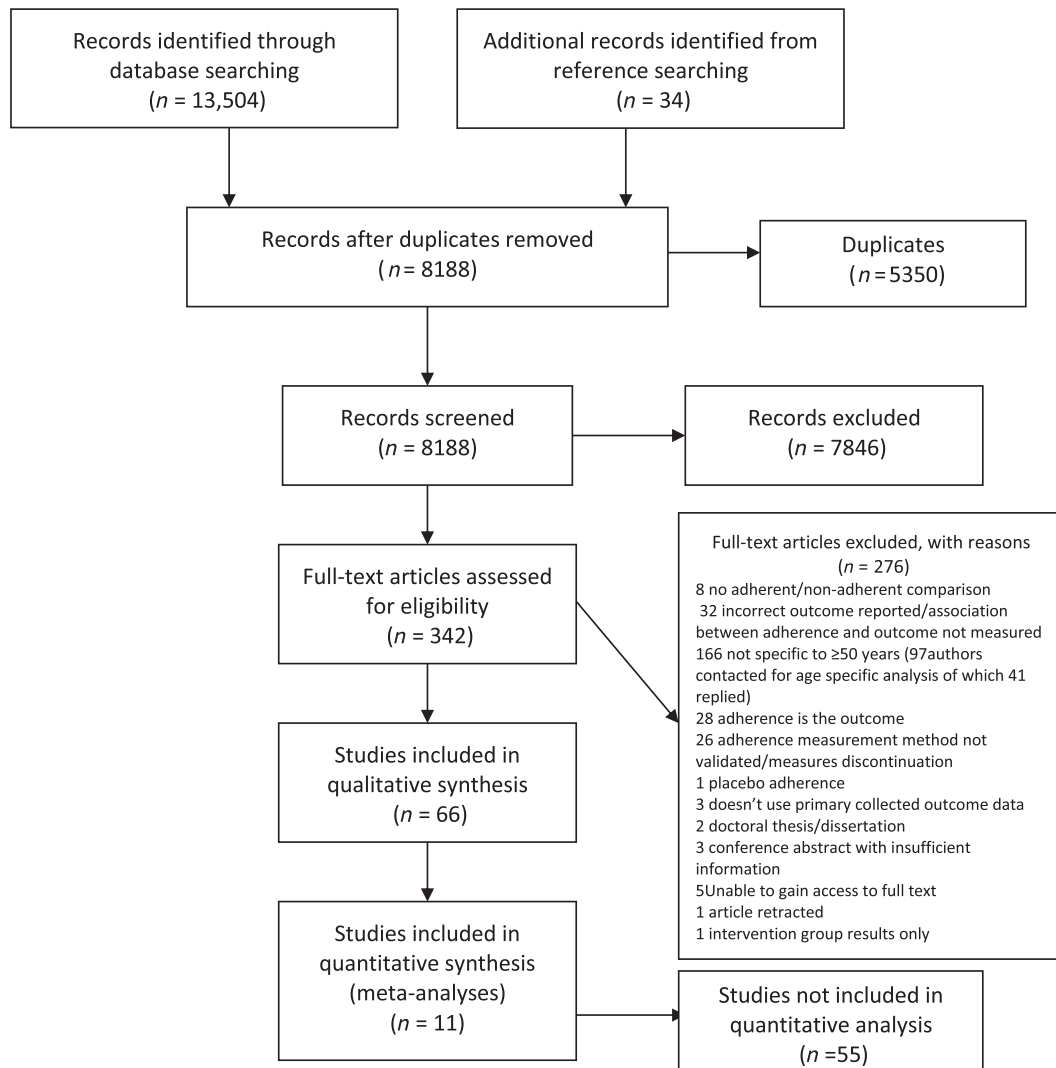 Records identified through
database searching
(n = 13,504)
Additional records identified from
reference searching
(n = 34)
Records after duplicates removed
(n = 8188)
Duplicates
(n = 5350)
Records screened
(n = 8188)
Records excluded
(n = 7846)
Full-text articles assessed
for eligibility
(n = 342)
Full-text articles excluded, with reasons
(n = 276)
8 no adherent/non-adherent comparison
32 incorrect outcome reported/association
between adherence and outcome not measured
166 not specific to ≥50 years (97authors
contacted for age specific analysis of which 41
replied)
28 adherence is the outcome
26 adherence measurement method not
validated/measures discontinuation
1 placebo adherence
3 doesn't use primary collected outcome data
2 doctoral thesis/dissertation
3 conference abstract with insufficient
information
5Unable to gain access to full text
1 article retracted
1 intervention group results only
Studies included in
qualitative synthesis
(n = 66)
Studies included in
quantitative synthesis
(meta-analyses)
(n = 11)
Studies not included in
quantitative analysis
(n =55)